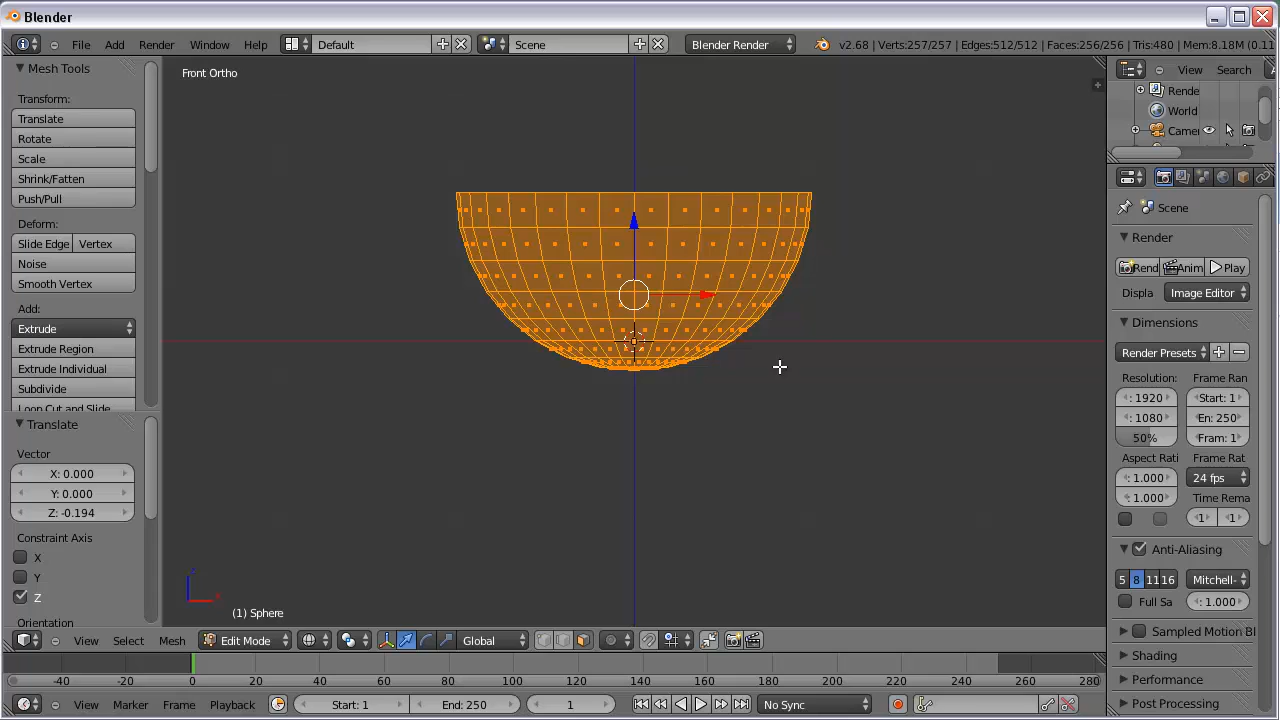 Blender
File Add Render Window Help Default Scene Blender Render v2.68 | Verts:257/257 | Edges:512/512 | Faces:256/256 | Tris:480 | Mem:8.18M (0.11
Mesh Tools
Transform:
Translate
Rotate
Scale
Shrink/Fatten
Push/Pull
Deform:
Slide Edge Vertex
Noise
Smooth Vertex
Add:
Extrude
Extrude Region
Extrude Individual
Subdivide
Loop Cut and Slide
Translate
Vector
X: 0.000
Y: 0.000
Z: -0.194
Constraint Axis
X
Y
Z
Orientation
Front Ortho
(1) Sphere
View Select Mesh Edit Mode Global
-40 -20 0 20 40 60 80 100 120 140 160 180 200 220 240 260 280
View Marker Frame Playback Start: 1 End: 250 1 No Sync
View Search
Rende
World
Camer
Scene
Render
Rend Anim Play
Displa Image Editor
Dimensions
Render Presets
Resolution: Frame Ran
: 1920 Start: 1
: 1080 En: 250
50% Fram: 1
Aspect Rati Frame Rat
: 1.000 24 fps
: 1.000 Time Rema
1 1
Anti-Aliasing
5 8 11 16 Mitchell-
Full Sa : 1.000
Sampled Motion Bl
Shading
Performance
Post Processing